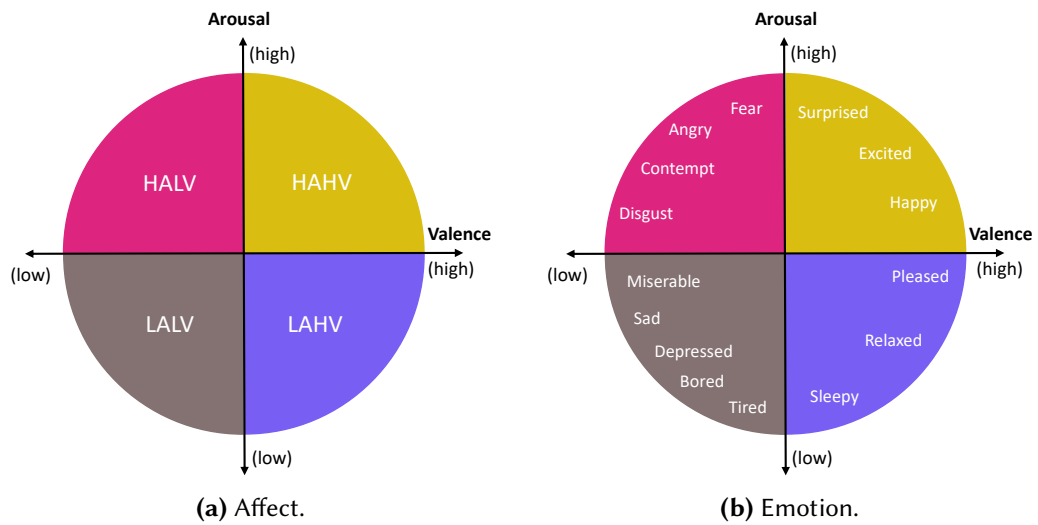 Arousal
(high)
HALV
HAHV
Valence
(low)
(high)
LALV
LAHV
(low)
(a) Affect.
Arousal
(high)
Fear
Surprised
Angry
Excited
Contempt
Happy
Disgust
Valence
(low)
(high)
Miserable
Pleased
Sad
Relaxed
Depressed
Bored
Sleepy
Tired
(low)
(b) Emotion.